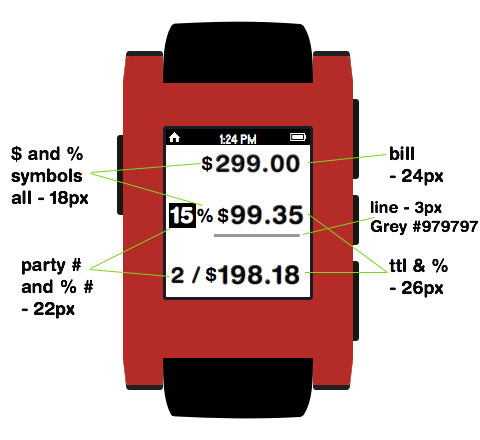 1:24 PM
$ and %
symbols
all - 18px
$299.00
bill
- 24px
15% $99.35
line - 3px
Grey #979797
party #
and % #
- 22px
2 / $198.18
ttl & %
- 26px